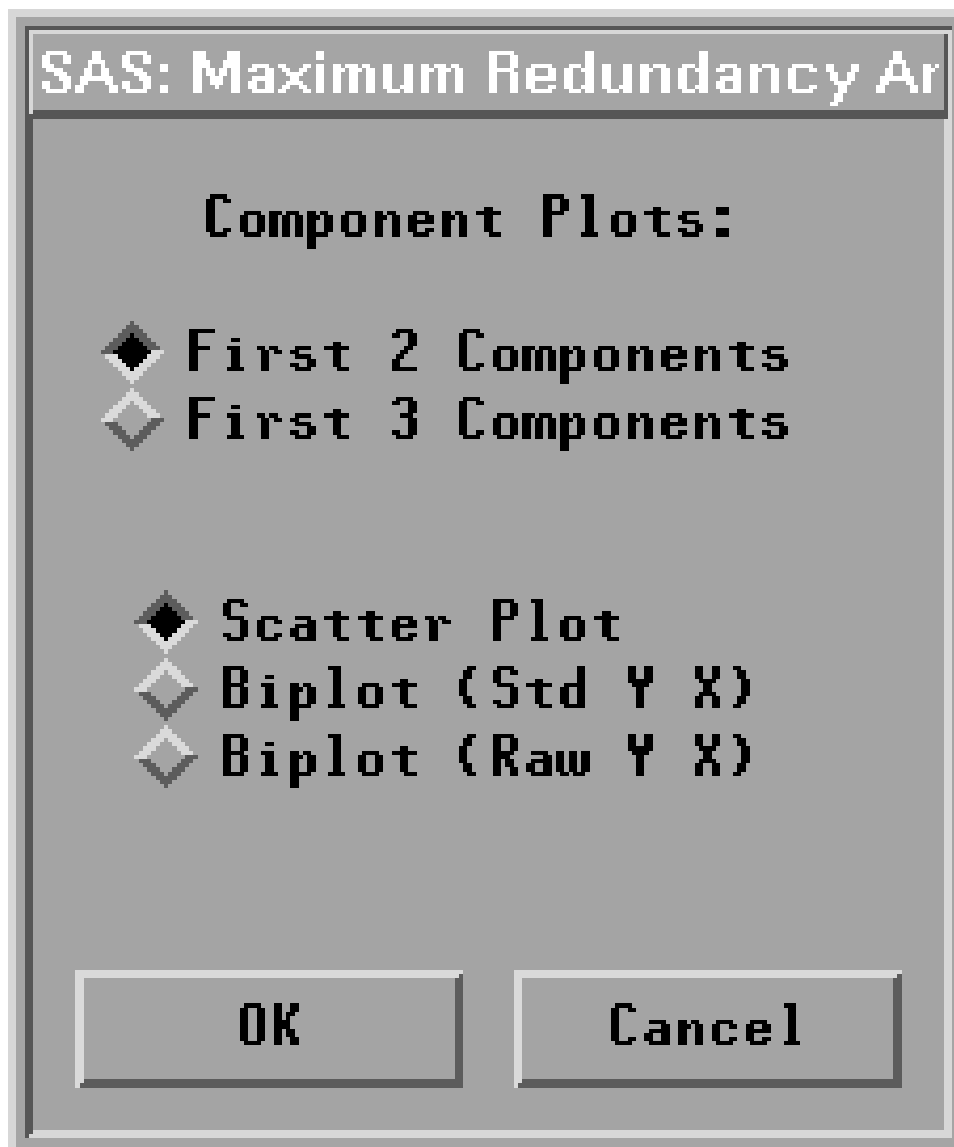 SAS: Maximum Redundancy Ar
Component Plots:
First 2 Components
First 3 Components
Scatter Plot
Biplot (Std Y X)
Biplot (Raw Y X)
OK
Cancel